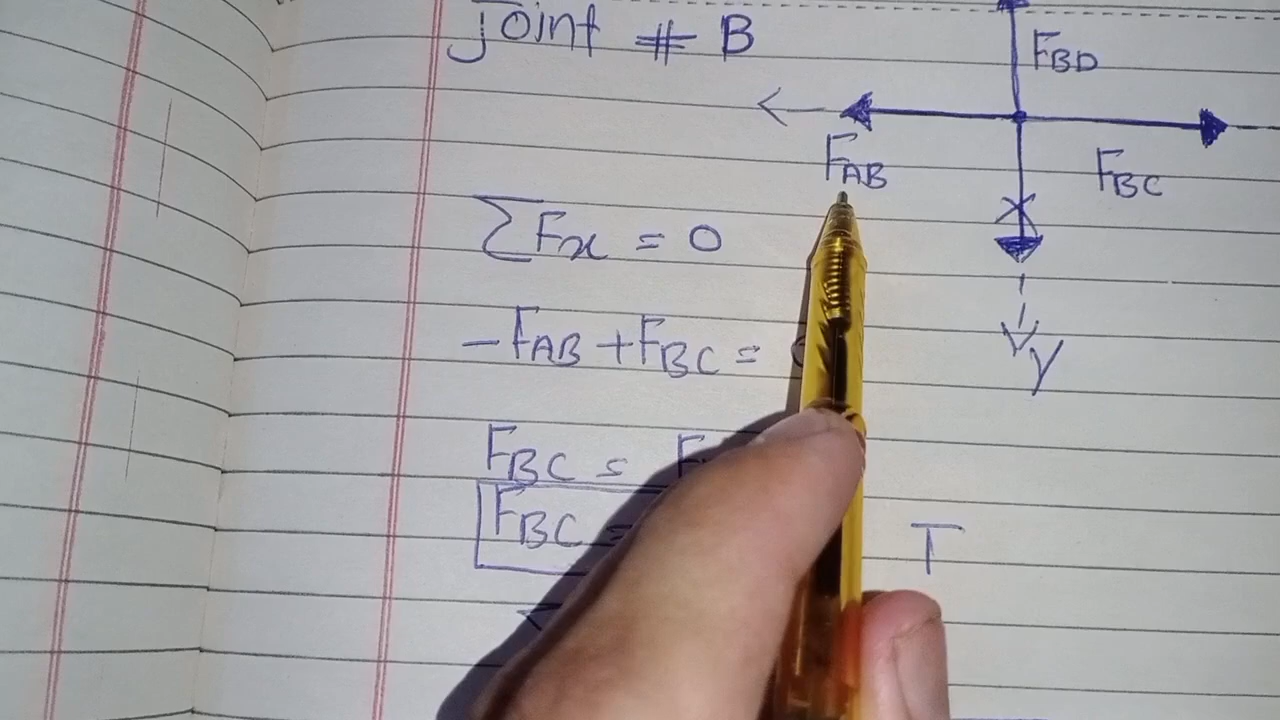 Joint # B
FBD
FAB
FBC
ΣFx = 0
-FAB +FBC =
y
FBC =
FBC =
T